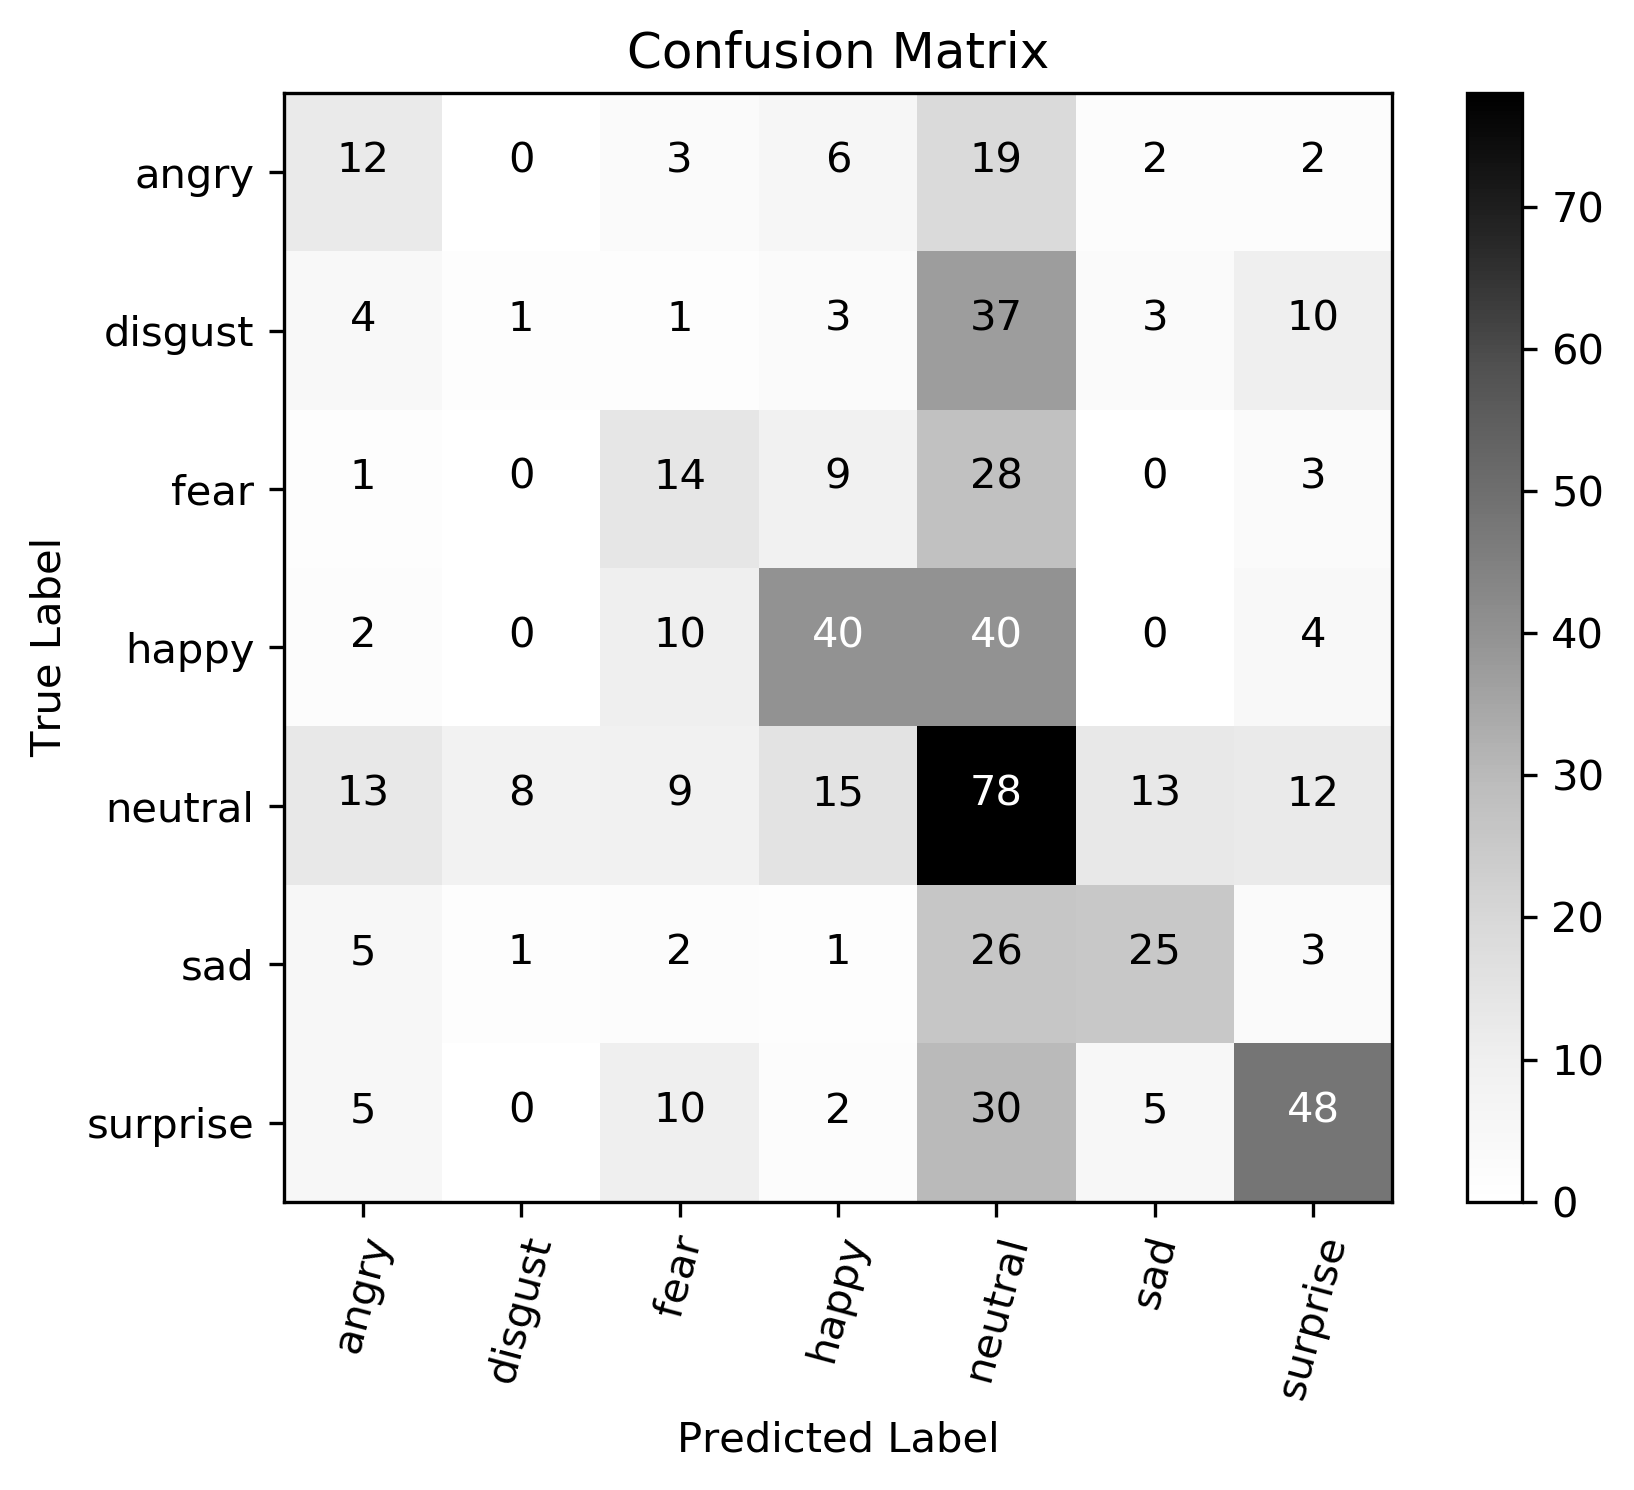 Confusion Matrix
angry 12 0 3 6 19 2 2
disgust 4 1 1 3 37 3 10
fear 1 0 14 9 28 0 3
happy 2 0 10 40 40 0 4
neutral 13 8 9 15 78 13 12
sad 5 1 2 1 26 25 3
surprise 5 0 10 2 30 5 48
angry disgust fear happy neutral sad surprise
Predicted Label
True Label
70
60
50
40
30
20
10
0